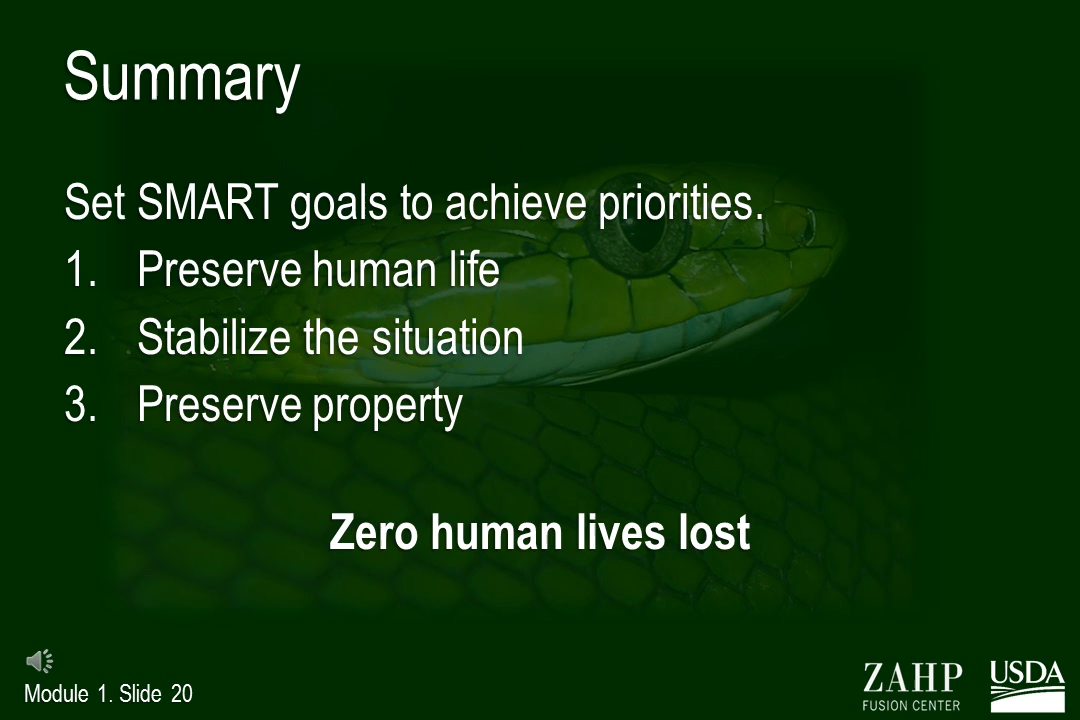 Summary
Set SMART goals to achieve priorities.
1. Preserve human life
2. Stabilize the situation
3. Preserve property
Zero human lives lost
Module 1. Slide 20
ZAHP
FUSION CENTER
USDA